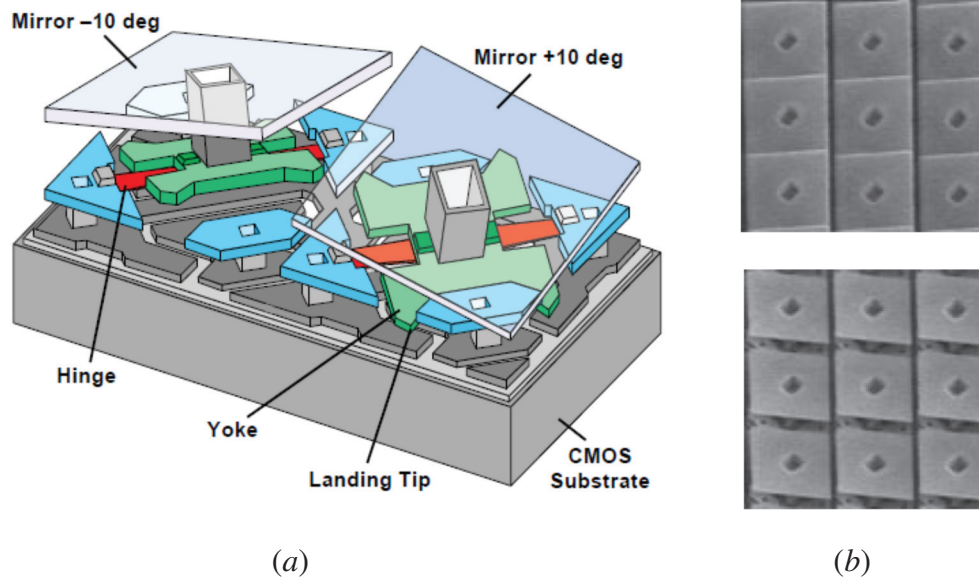 Mirror –10 deg
Mirror +10 deg
Hinge
Yoke
Landing Tip
CMOS
Substrate
(a)
(b)